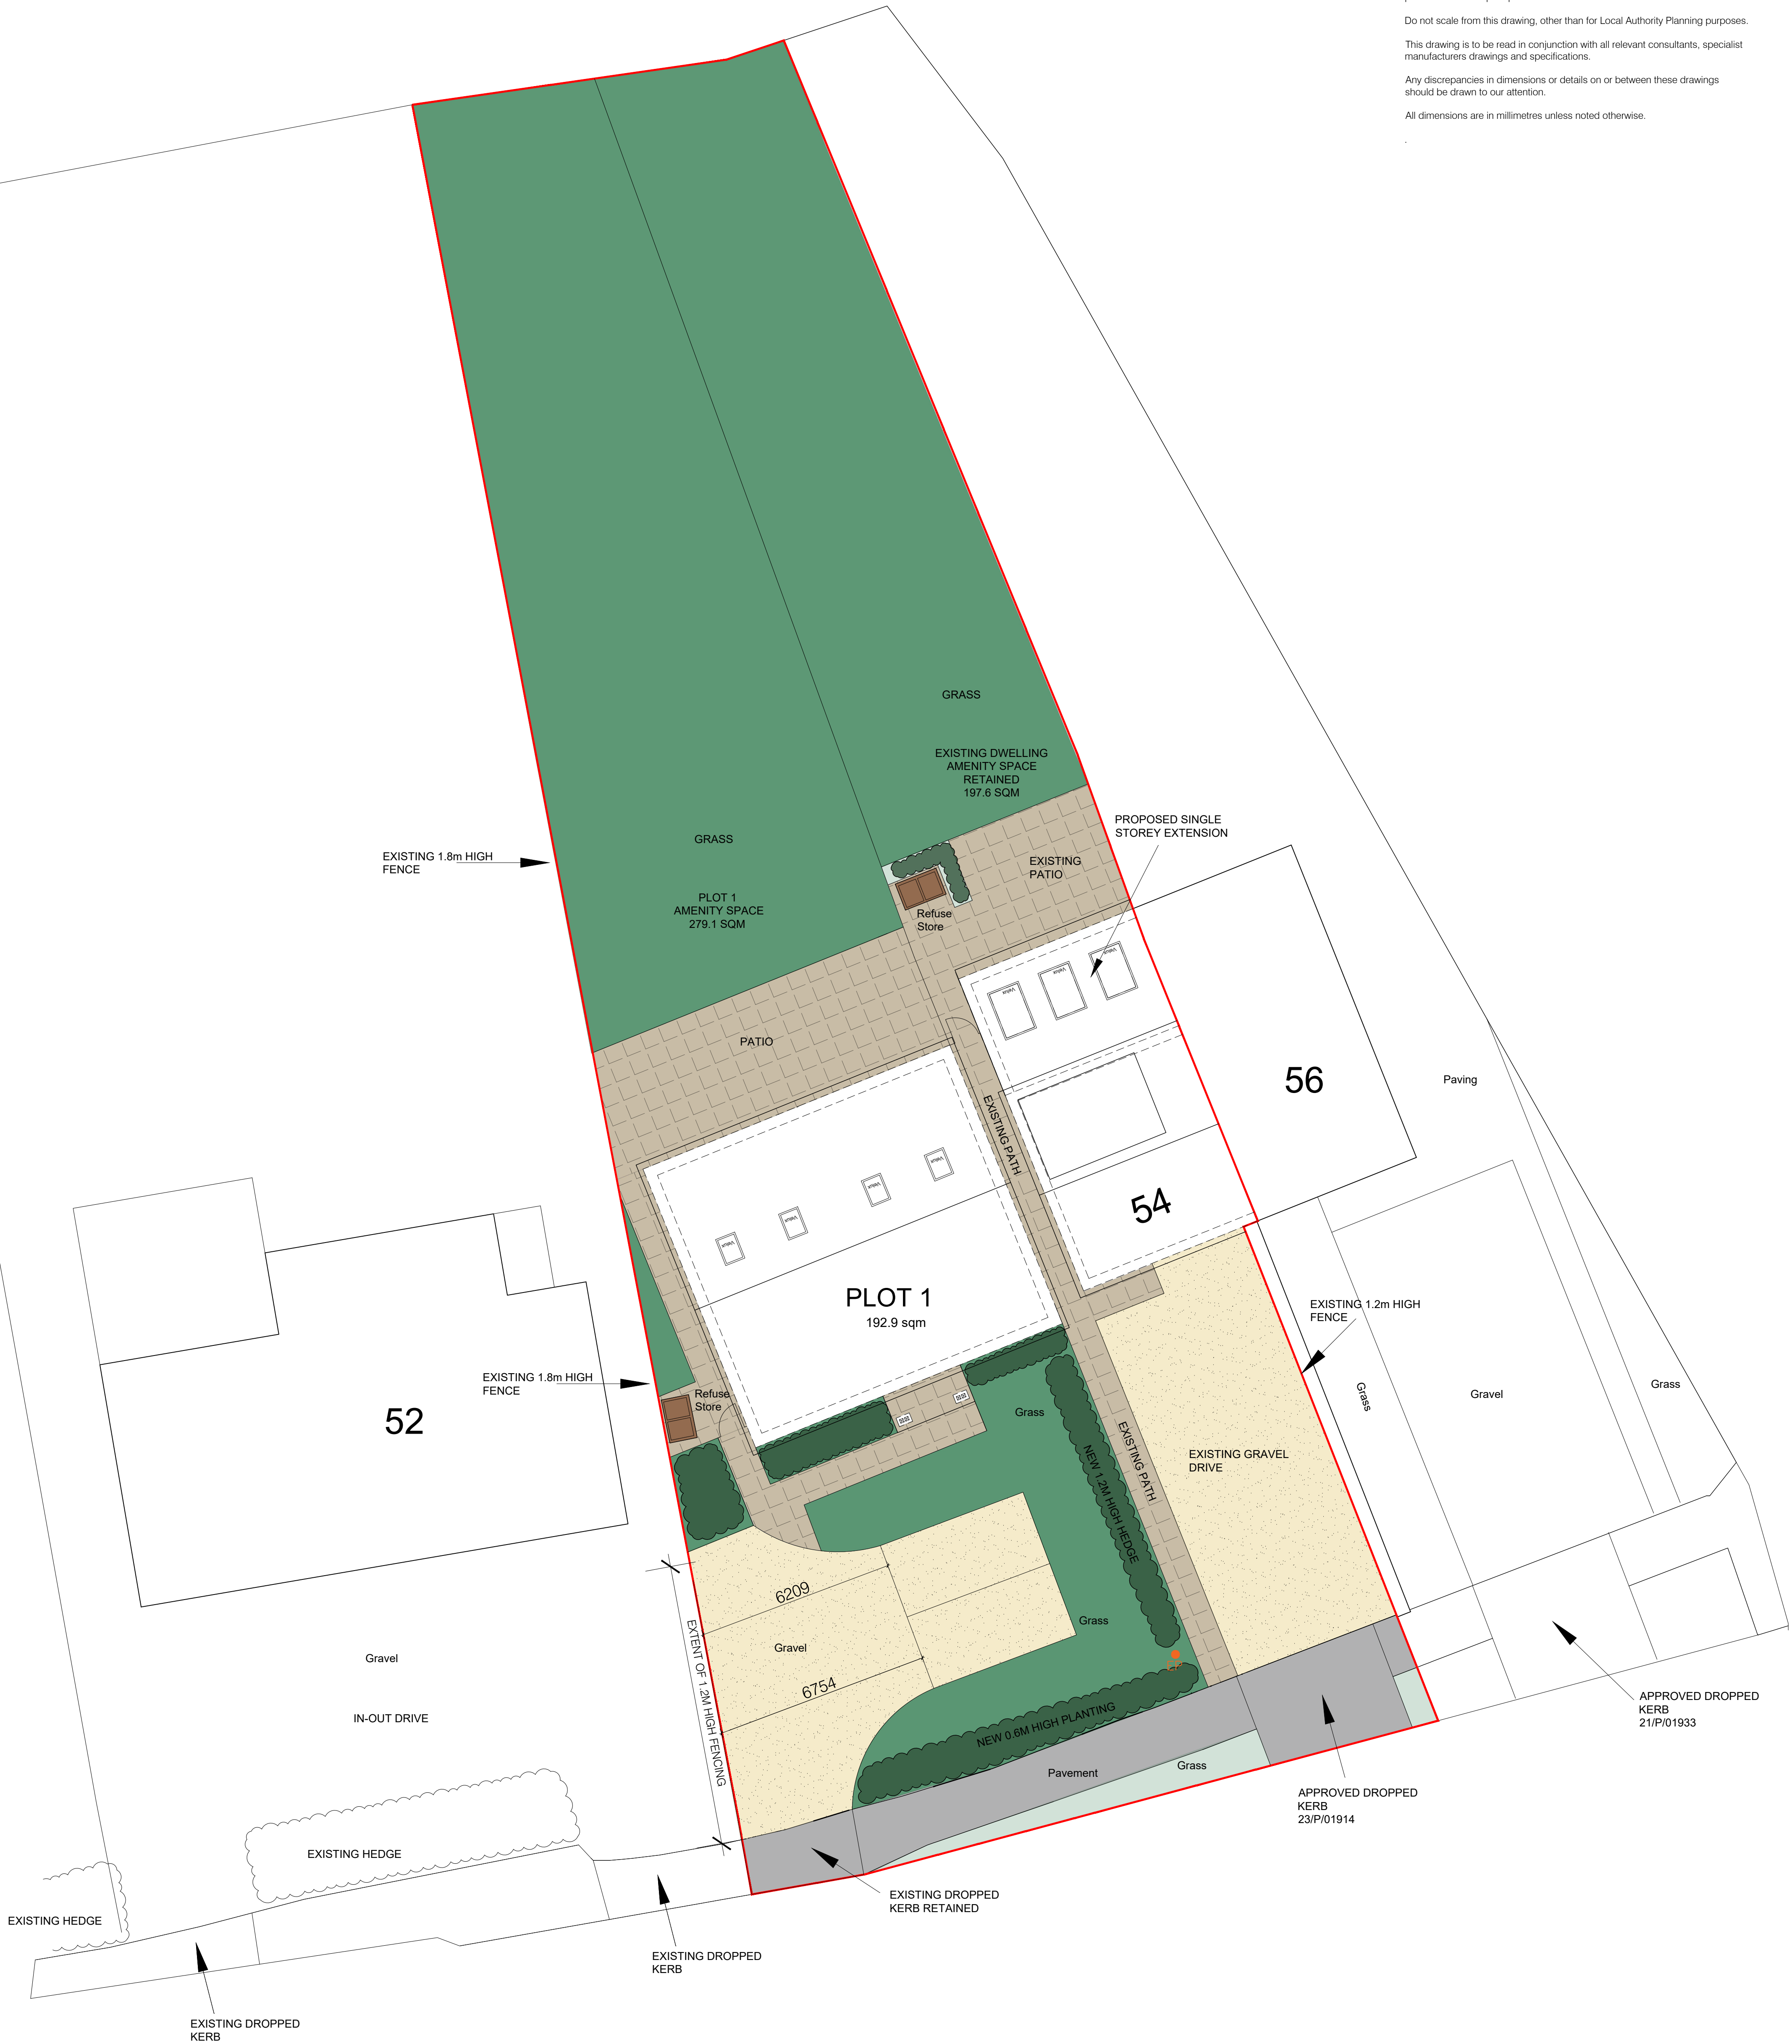 Do not scale from this drawing, other than for Local Authority Planning purposes.
This drawing is to be read in conjunction with all relevant consultants, specialist
manufacturers drawings and specifications.
Any discrepancies in dimensions or details on or between these drawings
should be drawn to our attention.
All dimensions are in millimetres unless noted otherwise.
.
GRASS
EXISTING DWELLING
AMENITY SPACE
RETAINED
197.6 SQM
PROPOSED SINGLE
STOREY EXTENSION
GRASS
EXISTING 1.8m HIGH
FENCE
EXISTING
PATIO
PLOT 1
AMENITY SPACE
279.1 SQM
Refuse
Store
Velux
Velux
Velux
PATIO
56
Paving
EXISTING PATH
Velux
Velux
Velux
Velux
54
PLOT 1
192.9 sqm
EXISTING 1.2m HIGH
FENCE
EXISTING 1.8m HIGH
FENCE
Refuse
Store
52
Grass
Grass
Gravel
Grass
EXISTING PATH
NEW 1.2M HIGH HEDGE
EXISTING GRAVEL
DRIVE
6209
Gravel
Grass
EXTENT OF 1.2M HIGH FENCING
6754
Gravel
IN-OUT DRIVE
NEW 0.6M HIGH PLANTING
Pavement
Grass
APPROVED DROPPED
KERB
21/P/01933
APPROVED DROPPED
KERB
23/P/01914
EXISTING HEDGE
EXISTING DROPPED
KERB RETAINED
EXISTING HEDGE
EXISTING DROPPED
KERB
EXISTING DROPPED
KERB